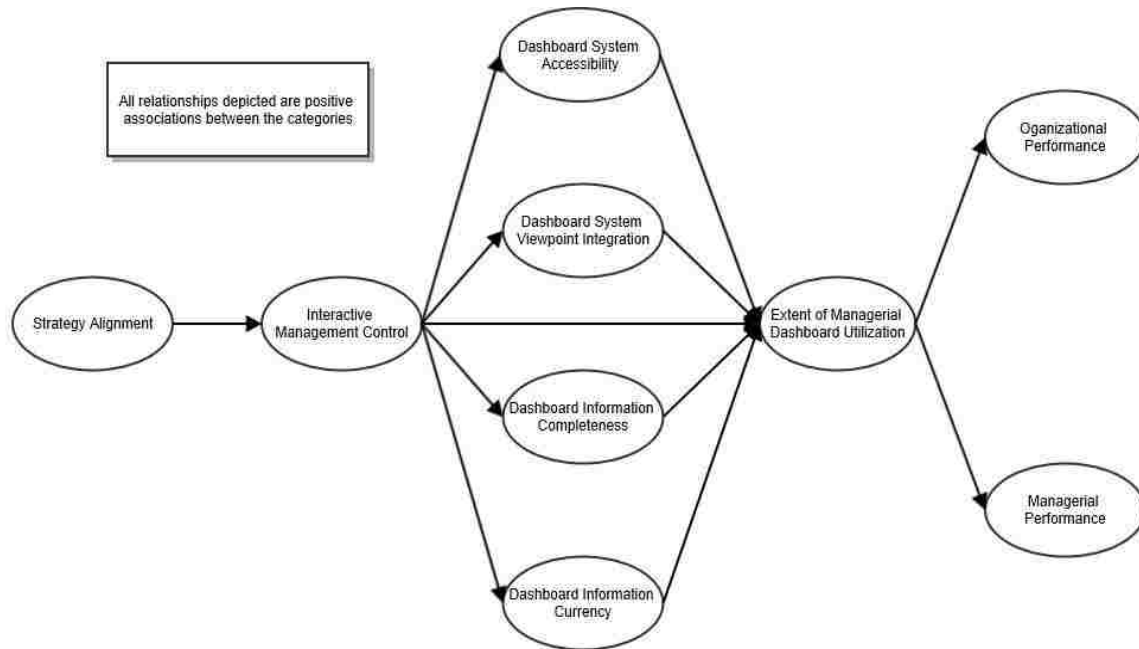 Dashboard System
Accessibility
All relationships depicted are positive
associations between the categories
Oganizational
Performance
Dashboard System
Viewpoint Integration
Strategy Alignment
Interactive
Management Control
Extent of Managerial
Dashboard Utilization
Dashboard Information
Completeness
Managerial
Performance
Dashboard Information
Currency